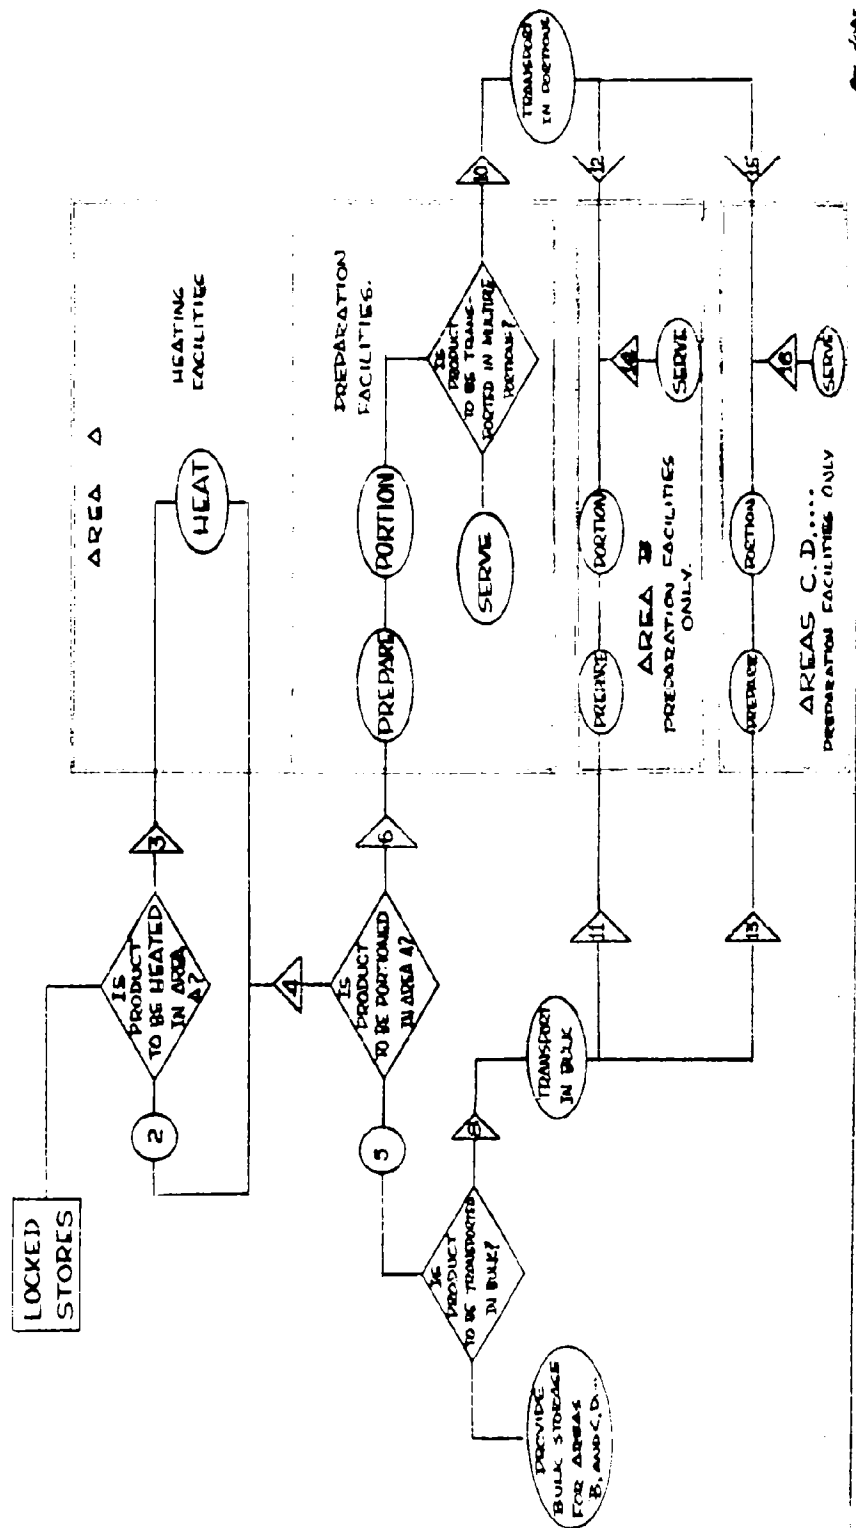 LOCKED
STORES
IS
PRODUCT
TO BE HEATED
IN AREA
A?
2
3
AREA A
HEATING
FACILITIES
HEAT
4
IS
PRODUCT
TO BE PORTIONED
IN AREA A?
5
6
PREPARATION
FACILITIES.
PREPARE
PORTION
IS
PRODUCT
TO BE TRANS-
PORTED IN MULTIPLE
PORTIONS?
SERVE
10
TRANSPORT
IN PORTIONS
IS
PRODUCT
TO BE TRANSPORTED
IN BULK?
8
PROVIDE
BULK STORAGE
FOR AREAS
B, AND C, D...
TRANSPORT
IN BULK
11
PREPARE
PORTION
12
14
SERVE
AREA B
PREPARATION FACILITIES
ONLY.
13
PREPARE
PORTION
15
16
SERVE
AREAS C.D.....
PREPARATION FACILITIES ONLY